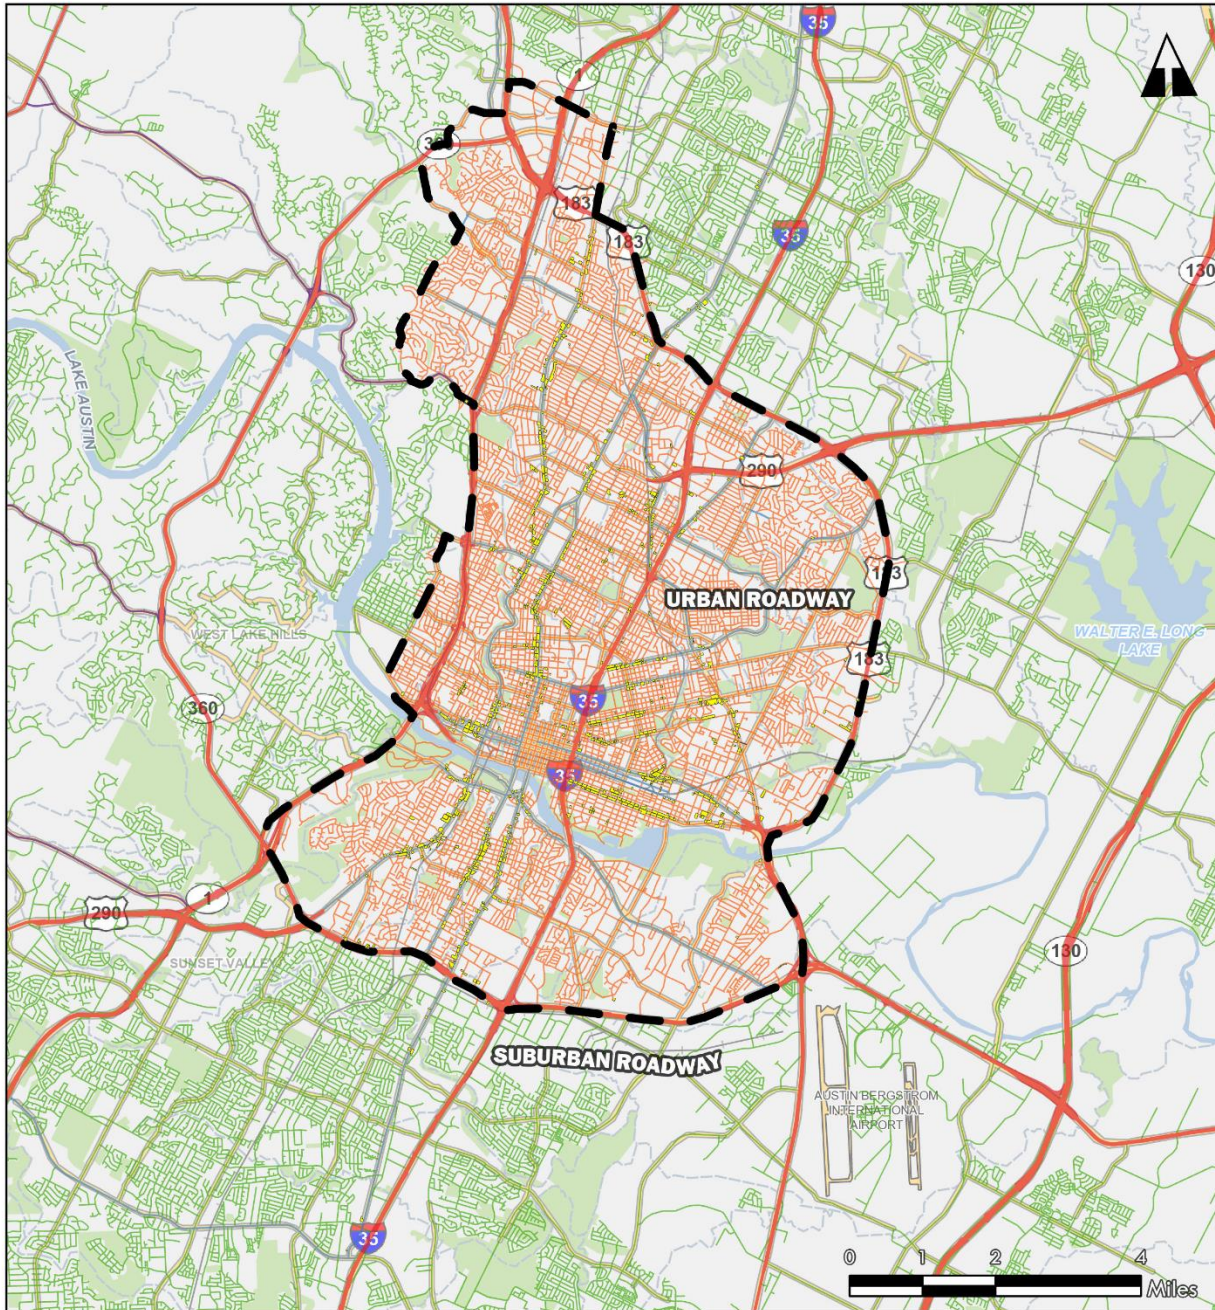 35
1
360
183
183
35
130
LAKE AUSTIN
290
183
URBAN ROADWAY
WALTER E. LONG
LAKE
WEST LAKE HILLS
183
35
360
35
1
290
130
SUNSET VALLEY
SUBURBAN ROADWAY
AUSTIN BERGSTROM
INTERNATIONAL
AIRPORT
35
0 1 2 4
Miles